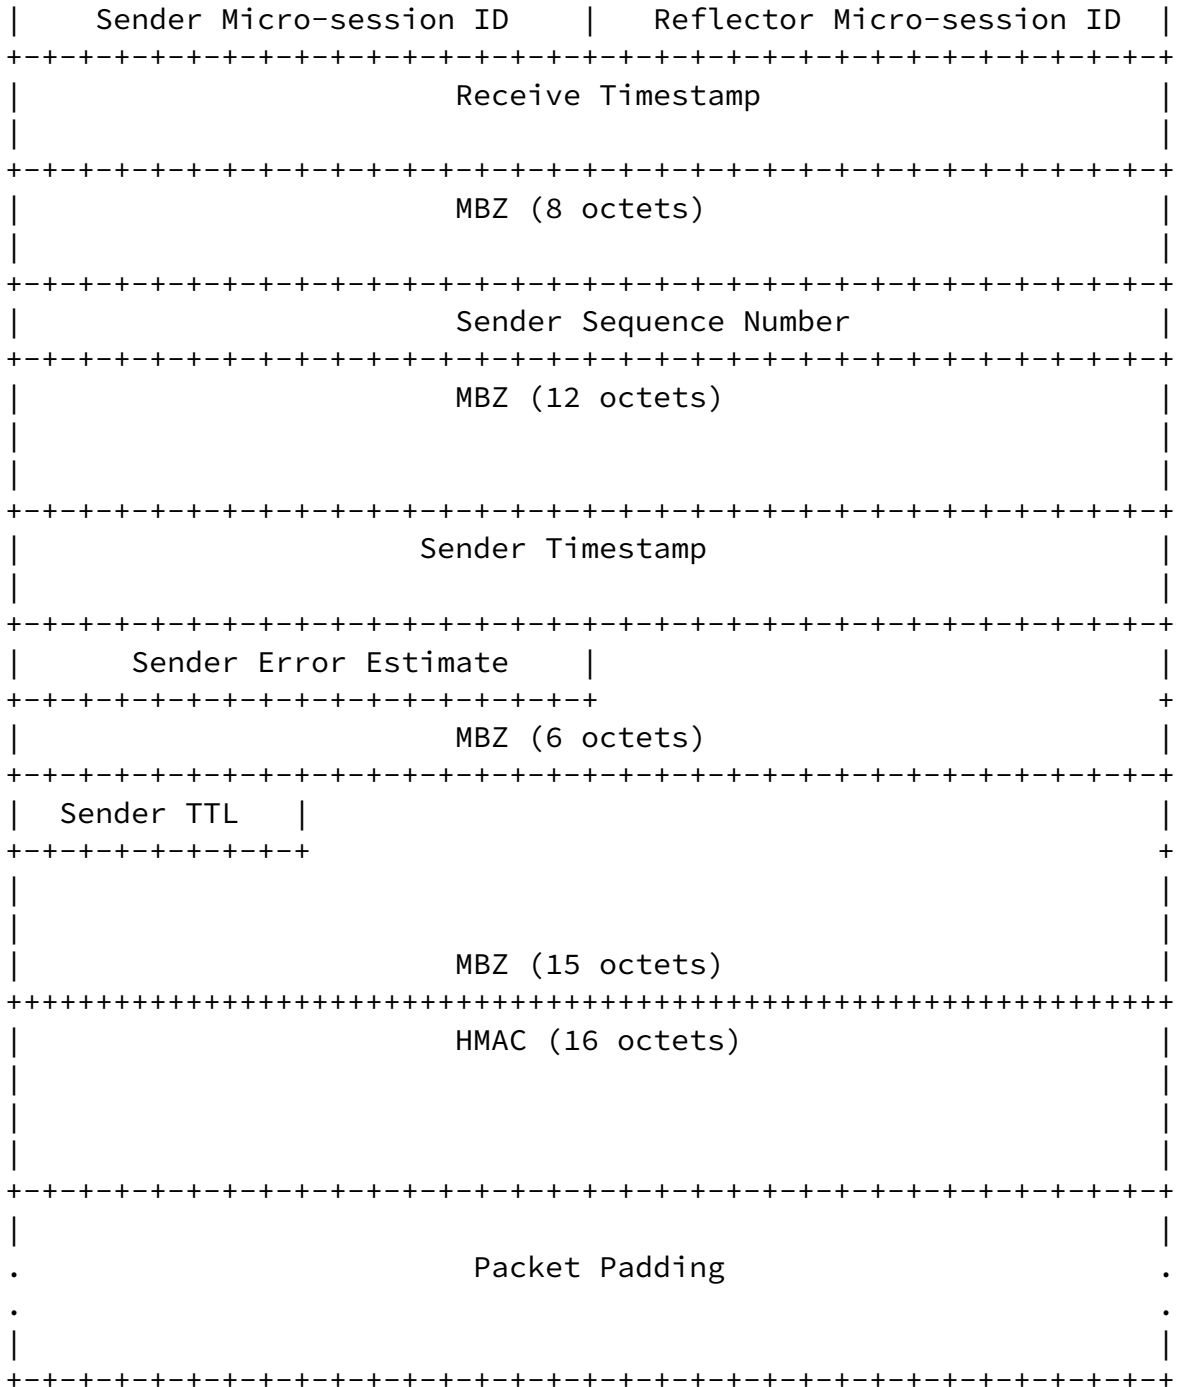 |    Sender Micro-session ID    |   Reflector Micro-session ID  |
+-+-+-+-+-+-+-+-+-+-+-+-+-+-+-+-+-+-+-+-+-+-+-+-+-+-+-+-+-+-+-+-+
|                        Receive Timestamp                      |
|                                                               |
+-+-+-+-+-+-+-+-+-+-+-+-+-+-+-+-+-+-+-+-+-+-+-+-+-+-+-+-+-+-+-+-+
|                        MBZ (8 octets)                         |
|                                                               |
+-+-+-+-+-+-+-+-+-+-+-+-+-+-+-+-+-+-+-+-+-+-+-+-+-+-+-+-+-+-+-+-+
|                        Sender Sequence Number                 |
+-+-+-+-+-+-+-+-+-+-+-+-+-+-+-+-+-+-+-+-+-+-+-+-+-+-+-+-+-+-+-+-+
|                        MBZ (12 octets)                        |
|                                                               |
|                                                               |
+-+-+-+-+-+-+-+-+-+-+-+-+-+-+-+-+-+-+-+-+-+-+-+-+-+-+-+-+-+-+-+-+
|                      Sender Timestamp                         |
|                                                               |
+-+-+-+-+-+-+-+-+-+-+-+-+-+-+-+-+-+-+-+-+-+-+-+-+-+-+-+-+-+-+-+-+
|      Sender Error Estimate    |                               |
+-+-+-+-+-+-+-+-+-+-+-+-+-+-+-+-+                               +
|                        MBZ (6 octets)                         |
+-+-+-+-+-+-+-+-+-+-+-+-+-+-+-+-+-+-+-+-+-+-+-+-+-+-+-+-+-+-+-+-+
|  Sender TTL   |                                               |
+-+-+-+-+-+-+-+-+                                               +
|                                                               |
|                                                               |
|                        MBZ (15 octets)                        |
+++++++++++++++++++++++++++++++++++++++++++++++++++++++++++++++++
|                        HMAC (16 octets)                       |
|                                                               |
|                                                               |
|                                                               |
+-+-+-+-+-+-+-+-+-+-+-+-+-+-+-+-+-+-+-+-+-+-+-+-+-+-+-+-+-+-+-+-+
|                                                               |
.                         Packet Padding                        .
.                                                               .
|                                                               |
+-+-+-+-+-+-+-+-+-+-+-+-+-+-+-+-+-+-+-+-+-+-+-+-+-+-+-+-+-+-+-+-+